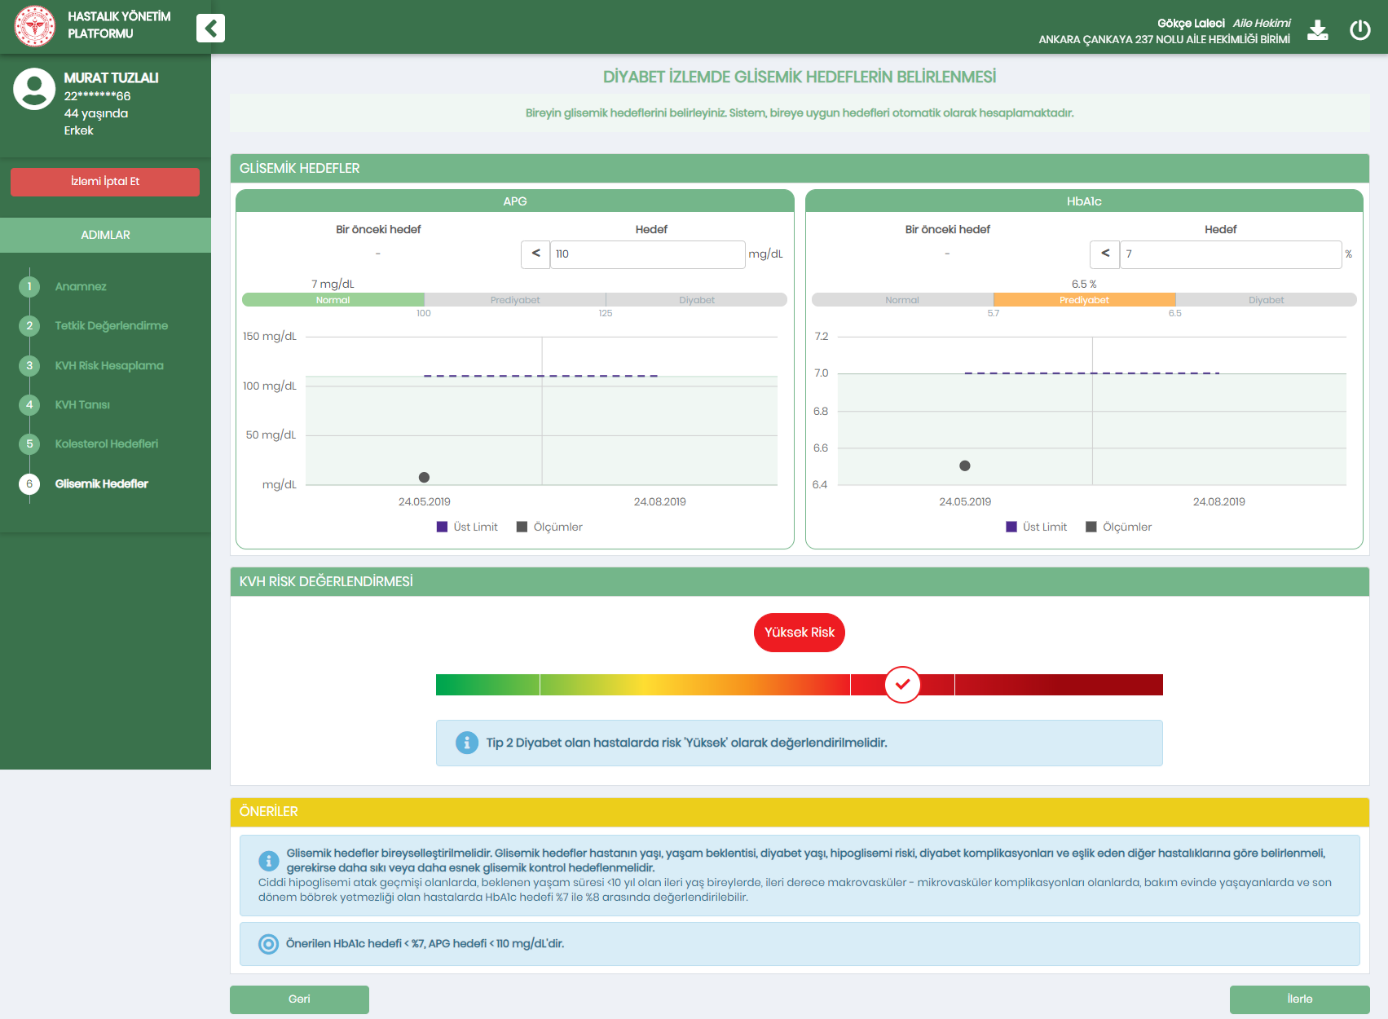 HASTALIK YÖNETİM
PLATFORMU
Gökçe Laleci Aile Hekimi
ANKARA ÇANKAYA 237 NOLU AİLE HEKİMLİĞİ BİRİMİ
MURAT TUZLALI
22*******66
44 yaşında
Erkek
İzlemi İptal Et
ADIMLAR
1 Anamnez
2 Tetkik Değerlendirme
3 KVH Risk Hesaplama
4 KVH Tanısı
5 Kolesterol Hedefleri
6 Glisemik Hedefler
DİYABET İZLEMDE GLİSEMİK HEDEFLERİN BELİRLENMESİ
Bireyin glisemik hedeflerini belirleyiniz. Sistem, bireye uygun hedefleri otomatik olarak hesaplamaktadır.
GLİSEMİK HEDEFLER
APG
Bir önceki hedef Hedef
- < 110 mg/dL
7 mg/dL
Normal Prediyabet Diyabet
100 125
150 mg/dL
100 mg/dL
50 mg/dL
mg/dL
24.05.2019 24.08.2019
Üst Limit Ölçümler
HbA1c
Bir önceki hedef Hedef
- < 7 %
6.5 %
Normal Prediyabet Diyabet
5.7 6.5
7.2
7.0
6.8
6.6
6.4
24.05.2019 24.08.2019
Üst Limit Ölçümler
KVH RİSK DEĞERLENDİRMESİ
Yüksek Risk
Tip 2 Diyabet olan hastalarda risk 'Yüksek' olarak değerlendirilmelidir.
ÖNERİLER
Glisemik hedefler bireyselleştirilmelidir. Glisemik hedefler hastanın yaşı, yaşam beklentisi, diyabet yaşı, hipoglisemi riski, diyabet komplikasyonları ve eşlik eden diğer hastalıklarına göre belirlenmeli,
gerekirse daha sıkı veya daha esnek glisemik kontrol hedeflenmelidir.
Ciddi hipoglisemi atak geçmişi olanlarda, beklenen yaşam süresi <10 yıl olan ileri yaş bireylerde, ileri derece makrovasküler - mikrovasküler komplikasyonları olanlarda, bakım evinde yaşayanlarda ve son
dönem böbrek yetmezliği olan hastalarda HbA1c hedefi %7 ile %8 arasında değerlendirilebilir.
Önerilen HbA1c hedefi < %7, APG hedefi < 110 mg/dL'dir.
Geri
İlerle